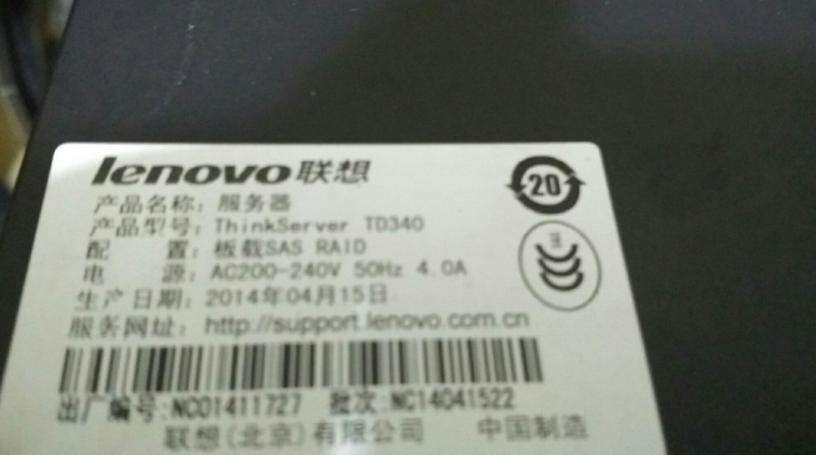 lenovo联想
20
产品名称：服务器
产品型号：ThinkServer TD340
配 置：板载SAS RAID
电 源：AC200-240V 50Hz 4.0A
生产日期：2014年04月15日
服务网址：http://support.lenovo.com.cn
出厂编号:NC01411727 批次:NC14041522
联想(北京)有限公司 中国制造